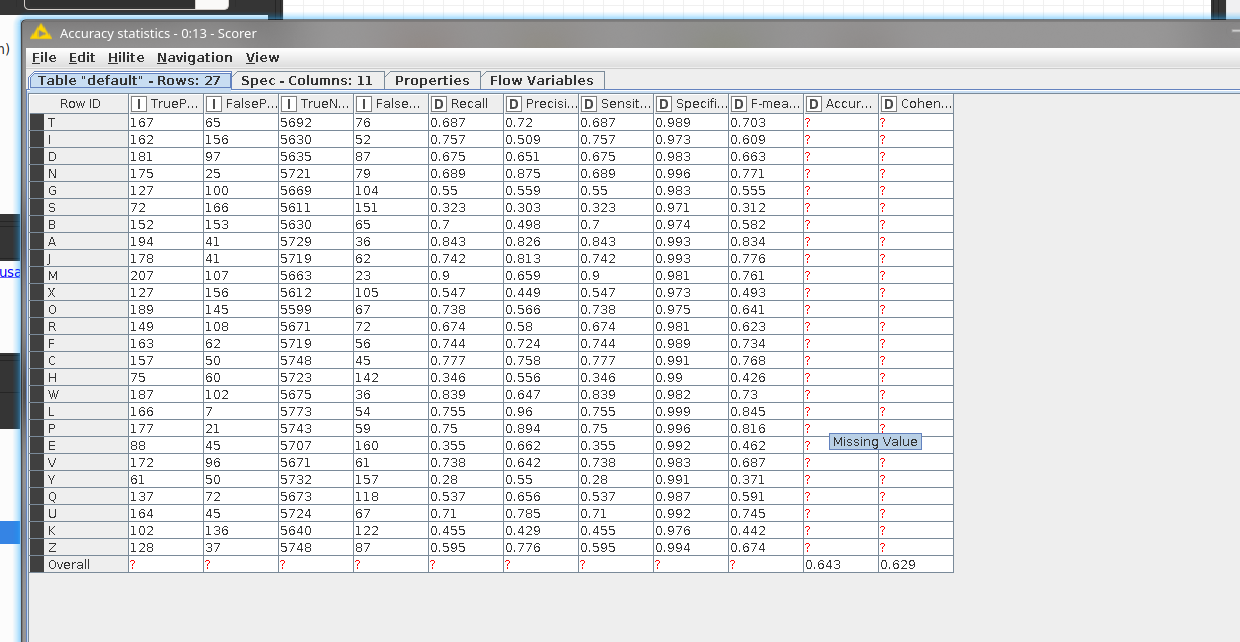 n)
Accuracy statistics - 0:13 - Scorer
File Edit Hilite Navigation View
Table "default" - Rows: 27 Spec - Columns: 11 Properties Flow Variables
Row ID I TrueP... I FalseP... I TrueN... I False... D Recall D Precisi... D Sensit... D Specifi... D F-mea... D Accur... D Cohen...
T 167 65 5692 76 0.687 0.72 0.687 0.989 0.703 ? ?
I 162 156 5630 52 0.757 0.509 0.757 0.973 0.609 ? ?
D 181 97 5635 87 0.675 0.651 0.675 0.983 0.663 ? ?
N 175 25 5721 79 0.689 0.875 0.689 0.996 0.771 ? ?
G 127 100 5669 104 0.55 0.559 0.55 0.983 0.555 ? ?
S 72 166 5611 151 0.323 0.303 0.323 0.971 0.312 ? ?
B 152 153 5630 65 0.7 0.498 0.7 0.974 0.582 ? ?
A 194 41 5729 36 0.843 0.826 0.843 0.993 0.834 ? ?
J 178 41 5719 62 0.742 0.813 0.742 0.993 0.776 ? ?
usa
M 207 107 5663 23 0.9 0.659 0.9 0.981 0.761 ? ?
X 127 156 5612 105 0.547 0.449 0.547 0.973 0.493 ? ?
O 189 145 5599 67 0.738 0.566 0.738 0.975 0.641 ? ?
R 149 108 5671 72 0.674 0.58 0.674 0.981 0.623 ? ?
F 163 62 5719 56 0.744 0.724 0.744 0.989 0.734 ? ?
C 157 50 5748 45 0.777 0.758 0.777 0.991 0.768 ? ?
H 75 60 5723 142 0.346 0.556 0.346 0.99 0.426 ? ?
W 187 102 5675 36 0.839 0.647 0.839 0.982 0.73 ? ?
L 166 7 5773 54 0.755 0.96 0.755 0.999 0.845 ? ?
P 177 21 5743 59 0.75 0.894 0.75 0.996 0.816 ? ?
E 88 45 5707 160 0.355 0.662 0.355 0.992 0.462 ? Missing Value
V 172 96 5671 61 0.738 0.642 0.738 0.983 0.687 ? ?
Y 61 50 5732 157 0.28 0.55 0.28 0.991 0.371 ? ?
Q 137 72 5673 118 0.537 0.656 0.537 0.987 0.591 ? ?
U 164 45 5724 67 0.71 0.785 0.71 0.992 0.745 ? ?
K 102 136 5640 122 0.455 0.429 0.455 0.976 0.442 ? ?
Z 128 37 5748 87 0.595 0.776 0.595 0.994 0.674 ? ?
Overall ? ? ? ? ? ? ? ? ? 0.643 0.629